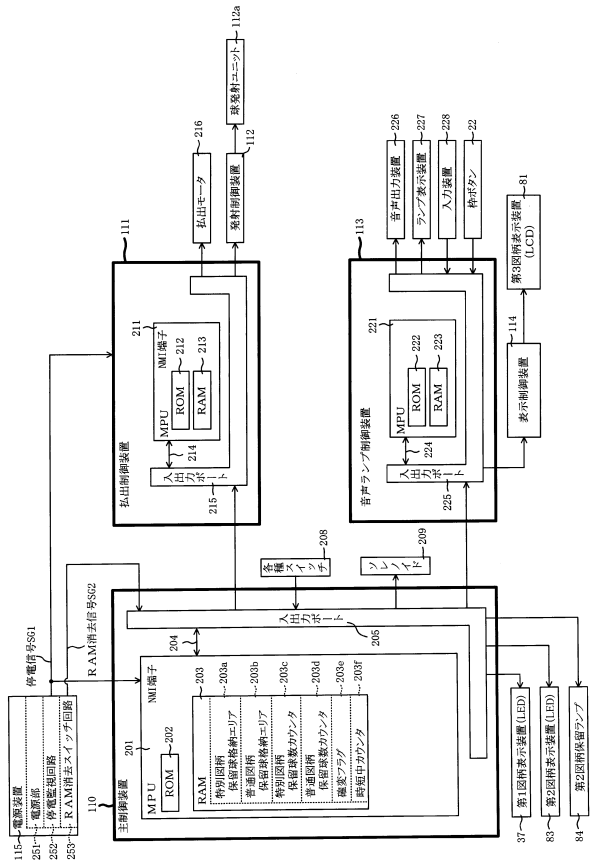 115
電源装置
251
電源部
252
停電監視回路
253
RAM消去スイッチ回路
停電信号SG1
RAM消去信号SG2
110
主制御装置
201
MPU
NMI端子
ROM
202
204
RAM
203
特別図柄
保留球格納エリア
203a
普通図柄
保留球格納エリア
203b
特別図柄
保留球数カウンタ
203c
普通図柄
保留球数カウンタ
203d
確変フラグ
203e
時短中カウンタ
203f
入出力ポート
205
各種スイッチ
208
ソレノイド
209
37
第1図柄表示装置(LED)
83
第2図柄表示装置(LED)
84
第2図柄保留ランプ
111
払出制御装置
211
MPU
NMI端子
ROM
212
RAM
213
214
入出力ポート
215
払出モータ
216
発射制御装置
112
球発射ユニット
112a
113
音声ランプ制御装置
221
MPU
ROM
222
RAM
223
224
入出力ポート
225
音声出力装置
226
ランプ表示装置
227
入力装置
228
枠ボタン
22
表示制御装置
114
第3図柄表示装置
(LCD)
81